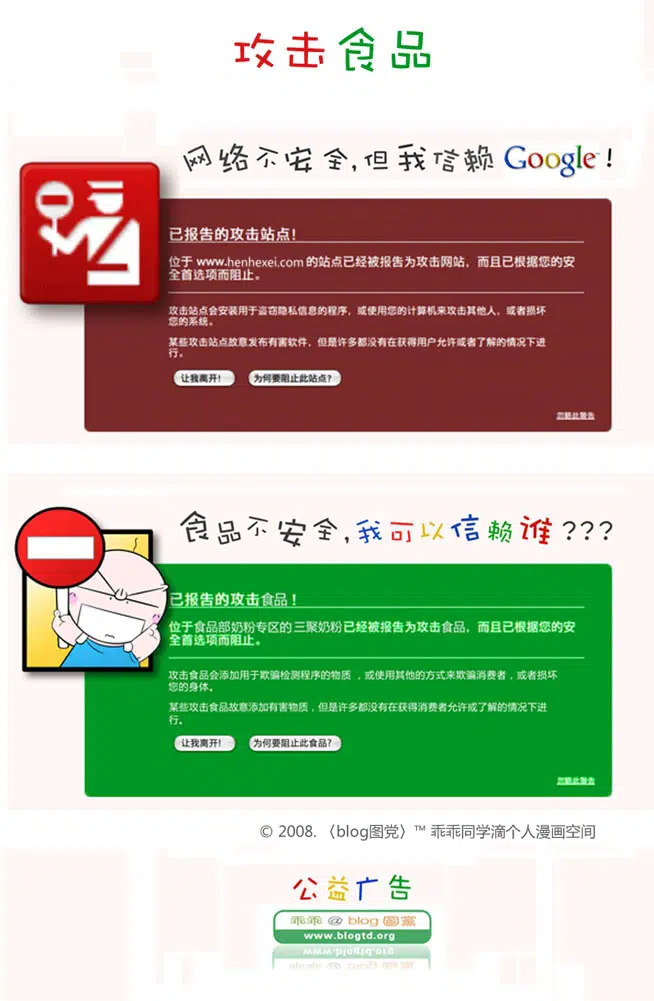 攻击食品
网络不安全,但我信赖 Google™!
已报告的攻击站点!
位于 www.henhexei.com 的站点已经被报告为攻击网站，而且已根据您的安
全首选项而阻止。
攻击站点会安装用于盗窃隐私信息的程序，或使用您的计算机来攻击其他人，或者损坏
您的系统。
某些攻击站点故意发布有害软件，但是许多都没有在获得用户允许或者了解的情况下进
行。
让我离开! 为何要阻止此站点?
忽略此警告
食品不安全,我可以信赖谁???
已报告的攻击食品!
位于食品部奶粉专区的三聚奶粉已经被报告为攻击食品，而且已根据您的安
全首选项而阻止。
攻击食品会添加用于欺骗检测程序的物质，或使用其他的方式来欺骗消费者，或者损坏
您的身体。
某些攻击食品故意添加有害物质，但是许多都没有在获得消费者允许或了解的情况下进
行。
让我离开! 为何要阻止此食品?
忽略此警告
© 2008. 〈blog图党〉™ 乖乖同学滴个人漫画空间
公益广告
乖乖 @ blog 圖黨
www.blogtd.org